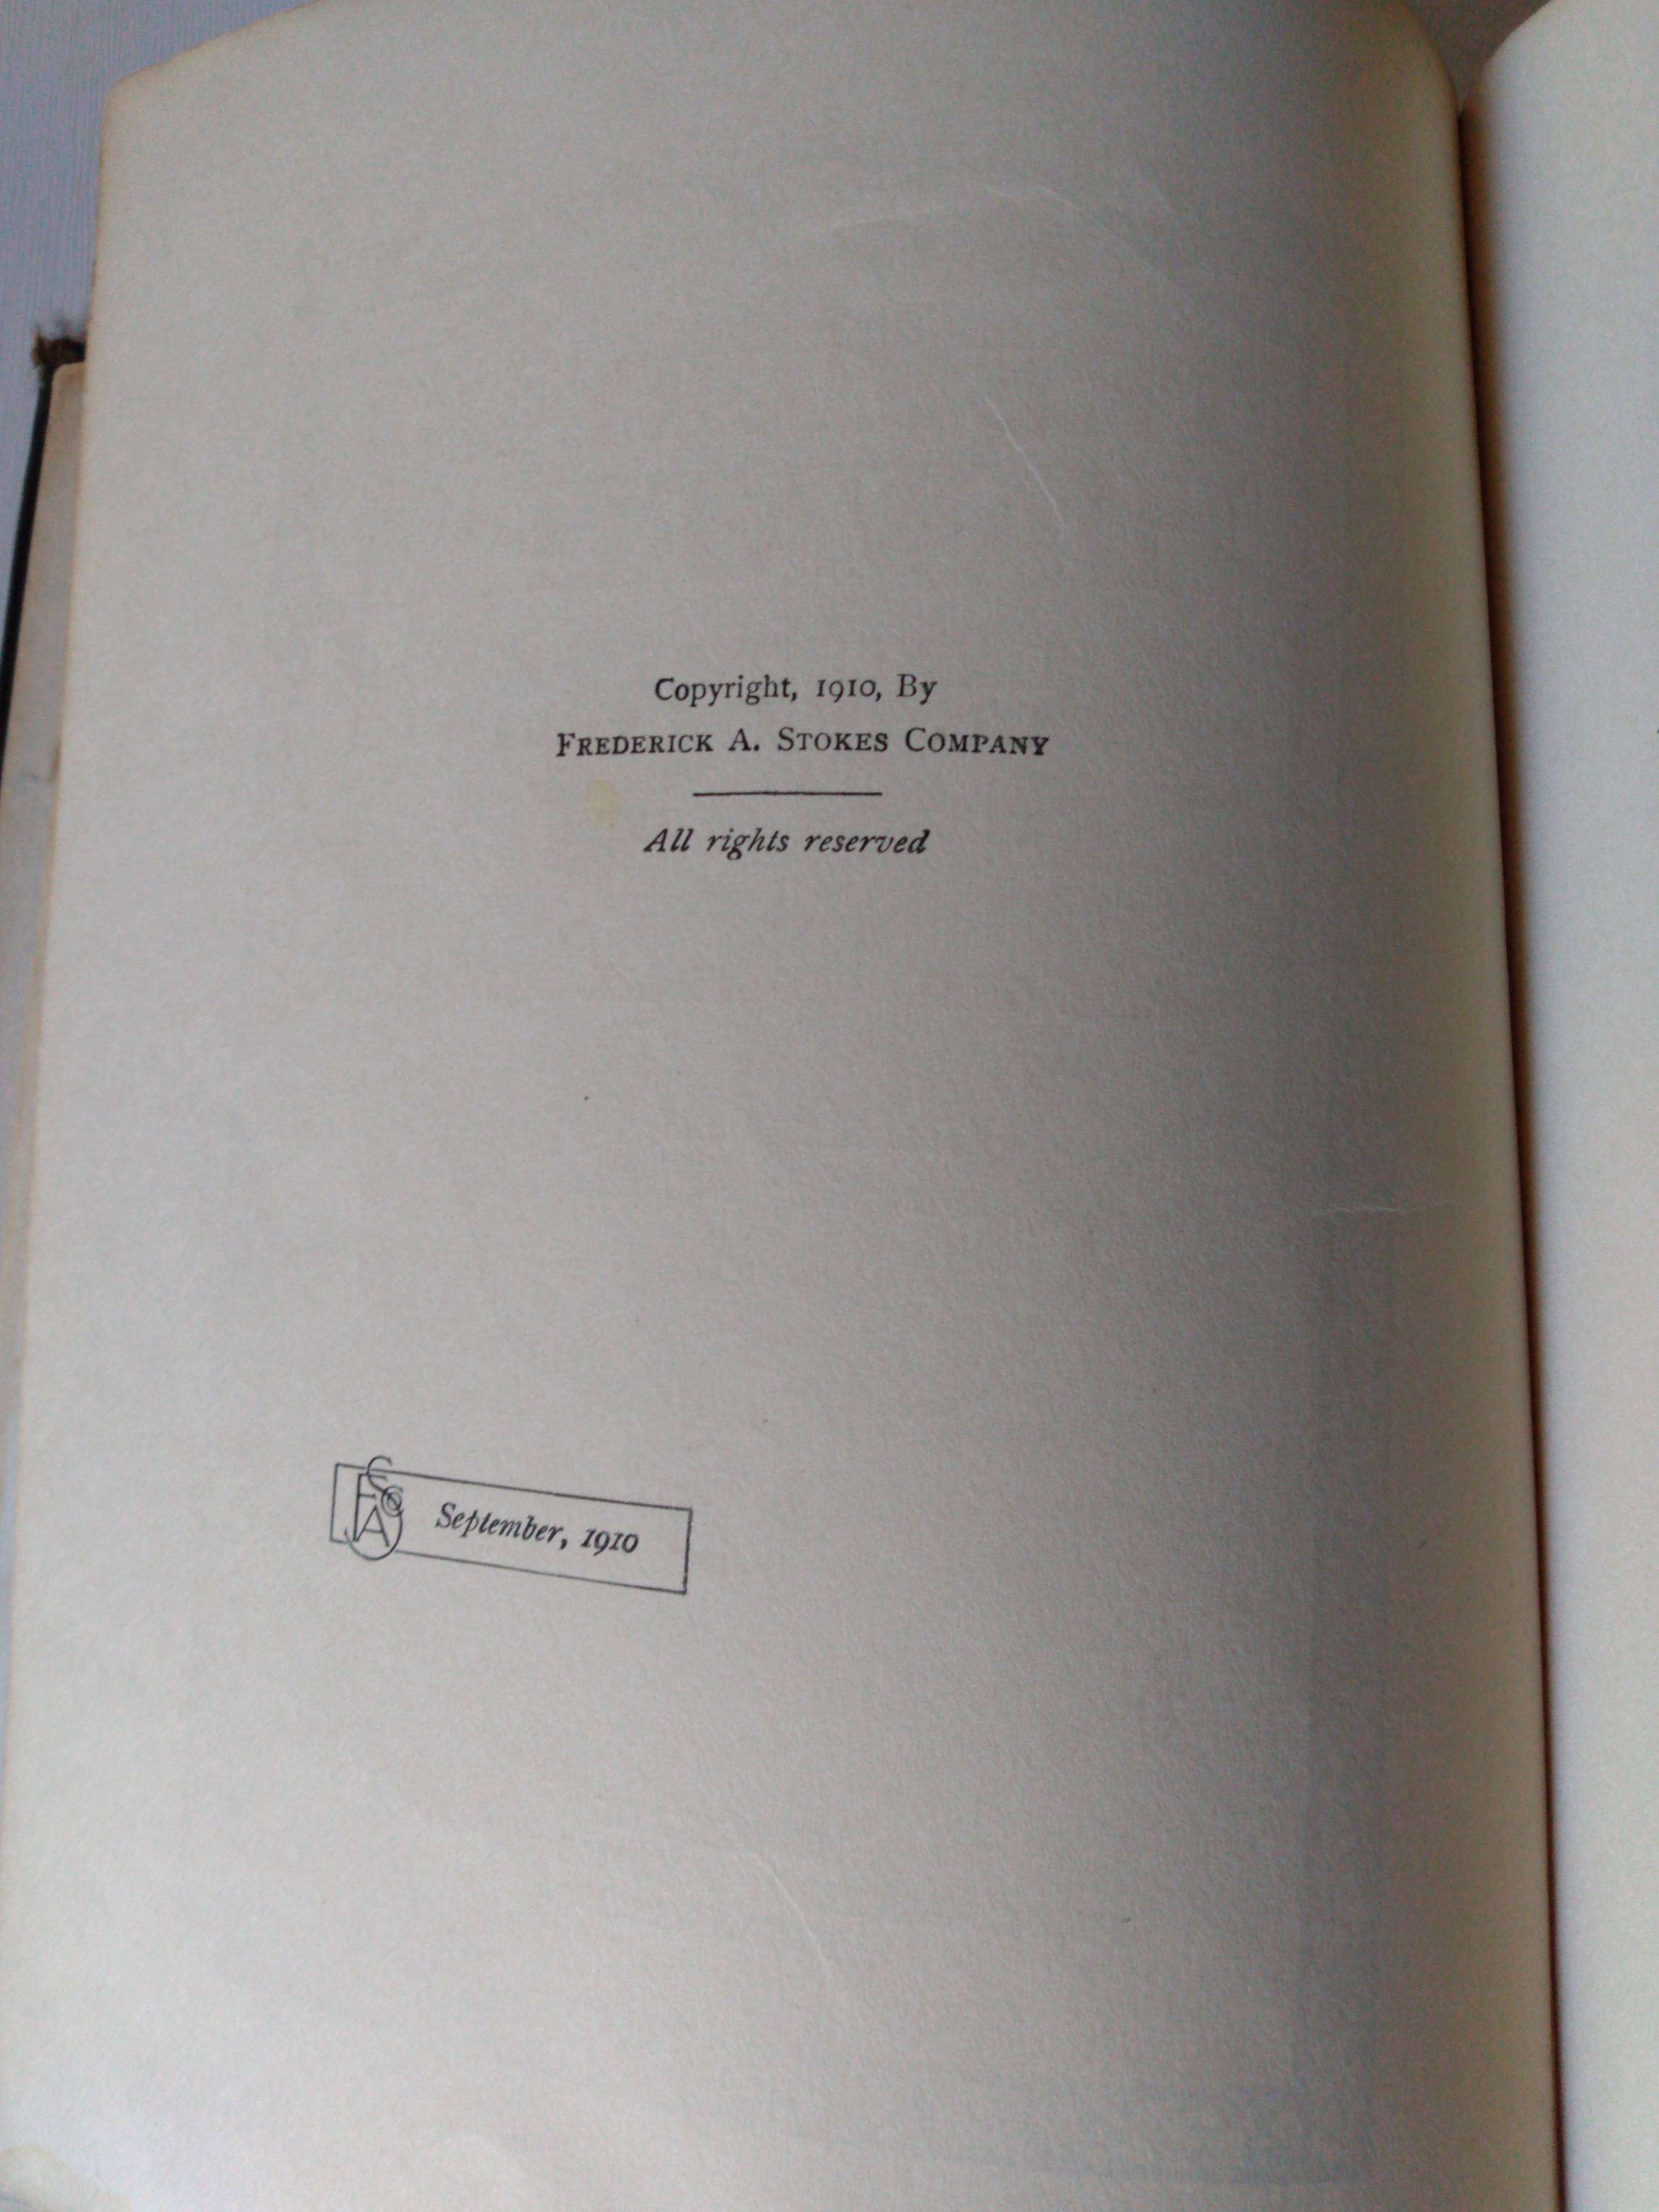 Copyright, 1910, By
FREDERICK A. STOKES COMPANY
All rights reserved
September, 1910